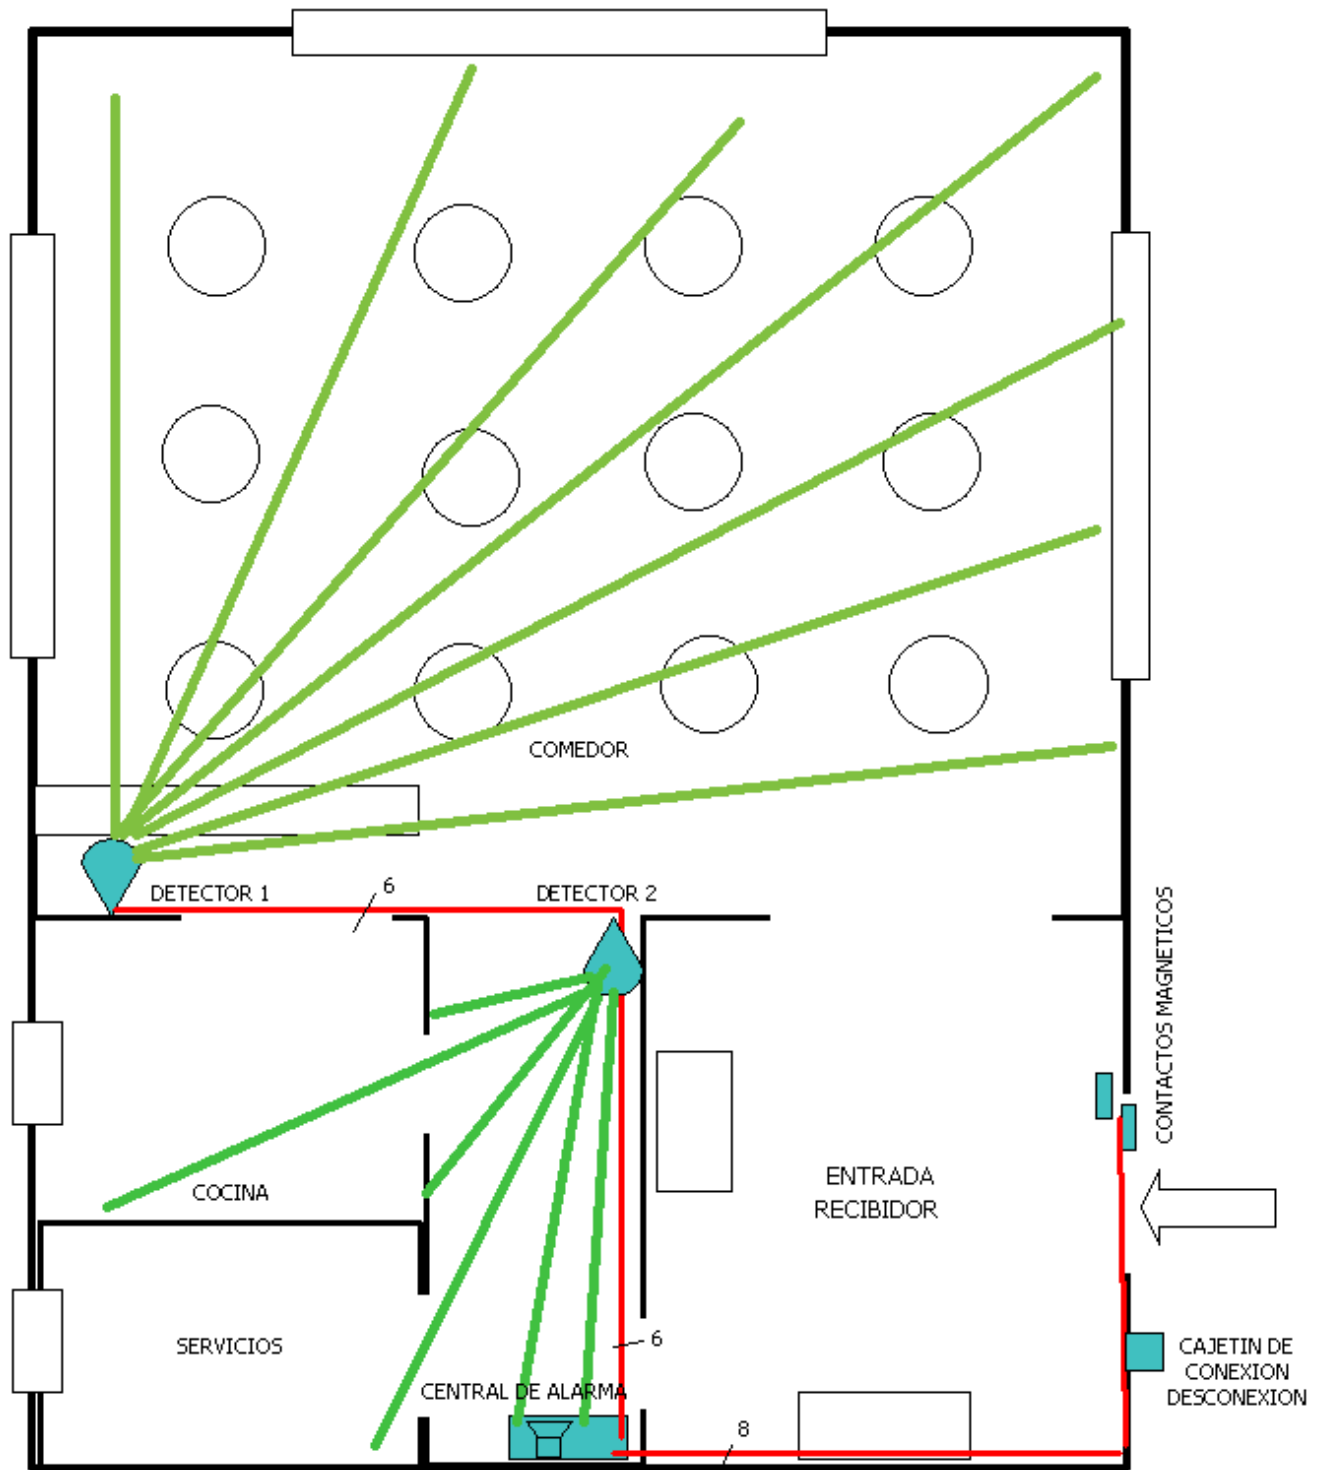 COMEDOR
DETECTOR 1
6
DETECTOR 2
CONTACTOS MAGNETICOS
COCINA
ENTRADA
RECIBIDOR
SERVICIOS
6
CAJETIN DE
CONEXION
DESCONEXION
CENTRAL DE ALARMA
8